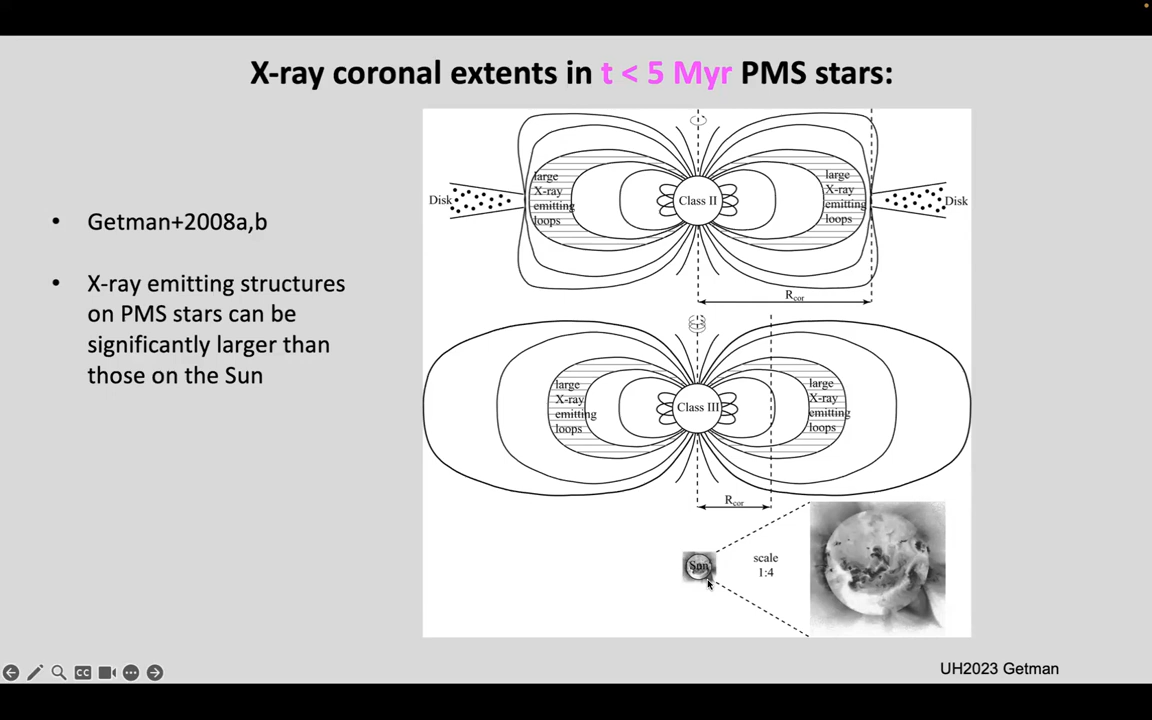 X-ray coronal extents in t < 5 Myr PMS stars:
• Getman+2008a,b
• X-ray emitting structures
on PMS stars can be
significantly larger than
those on the Sun
Disk
large
X-ray
emitting
loops
Class II
large
X-ray
emitting
loops
Disk
Rcor
large
X-ray
emitting
loops
Class III
large
X-ray
emitting
loops
Rcor
Sun
scale
1:4
CC
UH2023 Getman